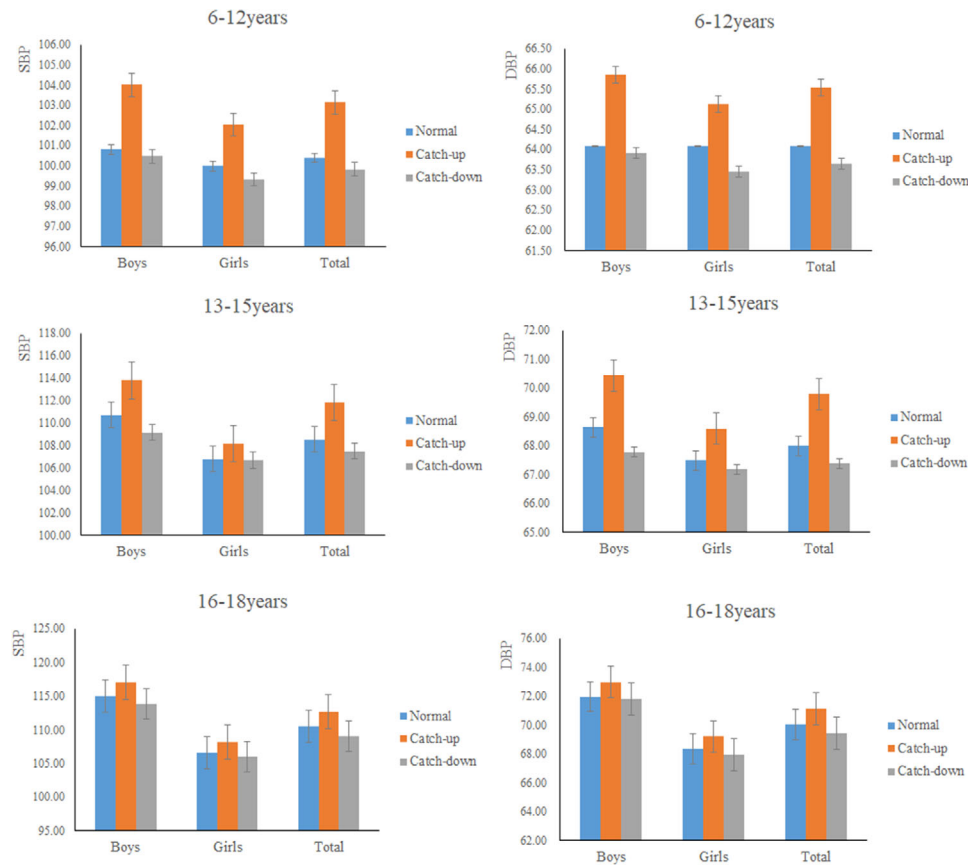 6-12years
SBP
106.00
105.00
104.00
103.00
102.00
101.00
100.00
99.00
98.00
97.00
96.00
Boys Girls Total
Normal
Catch-up
Catch-down
6-12years
DBP
66.50
66.00
65.50
65.00
64.50
64.00
63.50
63.00
62.50
62.00
61.50
Boys Girls Total
Normal
Catch-up
Catch-down
13-15years
SBP
118.00
116.00
114.00
112.00
110.00
108.00
106.00
104.00
102.00
100.00
Boys Girls Total
Normal
Catch-up
Catch-down
13-15years
DBP
72.00
71.00
70.00
69.00
68.00
67.00
66.00
65.00
Boys Girls Total
Normal
Catch-up
Catch-down
16-18years
SBP
125.00
120.00
115.00
110.00
105.00
100.00
95.00
Boys Girls Total
Normal
Catch-up
Catch-down
16-18years
DBP
76.00
74.00
72.00
70.00
68.00
66.00
64.00
62.00
Boys Girls Total
Normal
Catch-up
Catch-down